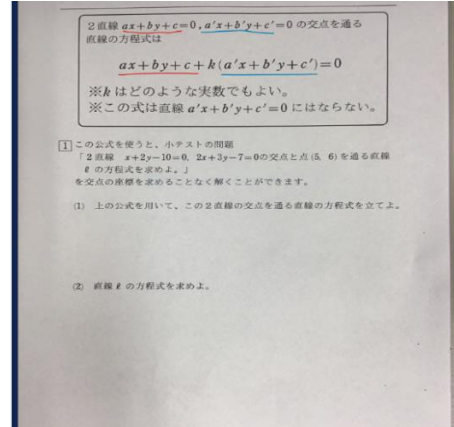 2直線 ax+by+c=0, a'x+b'y+c'=0 の交点を通る
直線の方程式は
ax+by+c+k(a'x+b'y+c')=0
※kはどのような実数でもよい。
※この式は直線 a'x+b'y+c'=0 にはならない。
1 この公式を使うと、小テストの問題
「2直線 x+2y-10=0, 2x+3y-7=0の交点と点(5, 6)を通る直線
ℓの方程式を求めよ。」
を交点の座標を求めることなく解くことができます。
(1) 上の公式を用いて、この2直線の交点を通る直線の方程式を立てよ。
(2) 直線ℓの方程式を求めよ。